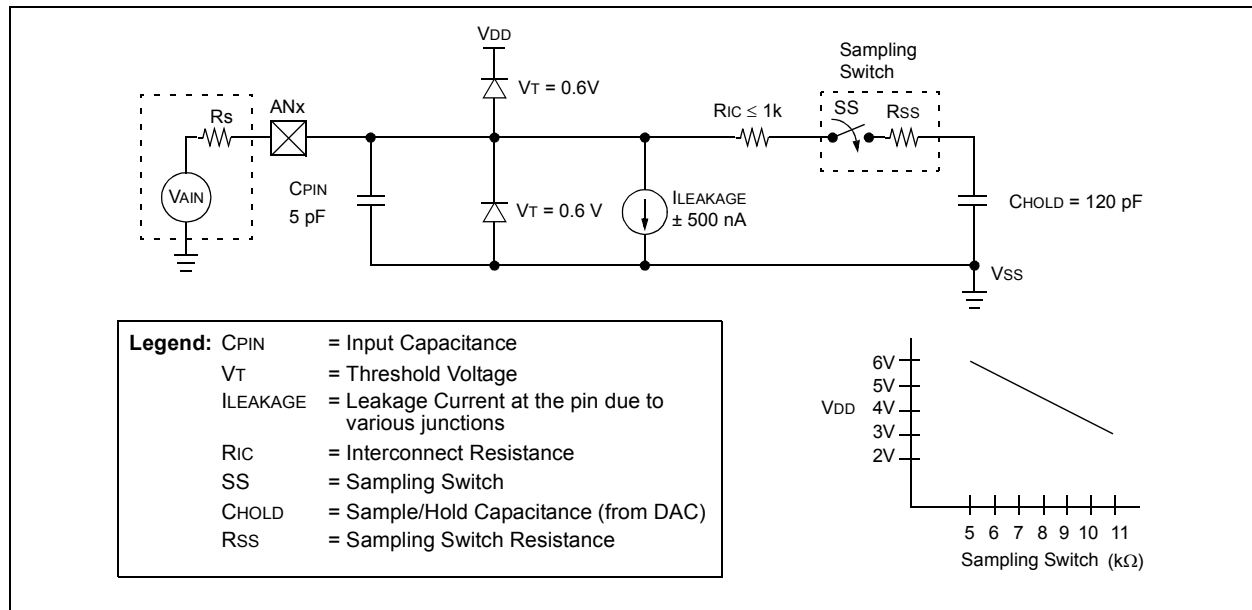 VDD
Sampling
Switch
VT = 0.6V
ANx
RIC ≤ 1k
SS
RSS
Rs
VAIN
CPIN
5 pF
VT = 0.6 V
ILEAKAGE
± 500 nA
CHOLD = 120 pF
VSS
Legend: CPIN = Input Capacitance
VT = Threshold Voltage
ILEAKAGE = Leakage Current at the pin due to
various junctions
RIC = Interconnect Resistance
SS = Sampling Switch
CHOLD = Sample/Hold Capacitance (from DAC)
RSS = Sampling Switch Resistance
6V
5V
VDD 4V
3V
2V
5 6 7 8 9 10 11
Sampling Switch (kΩ)